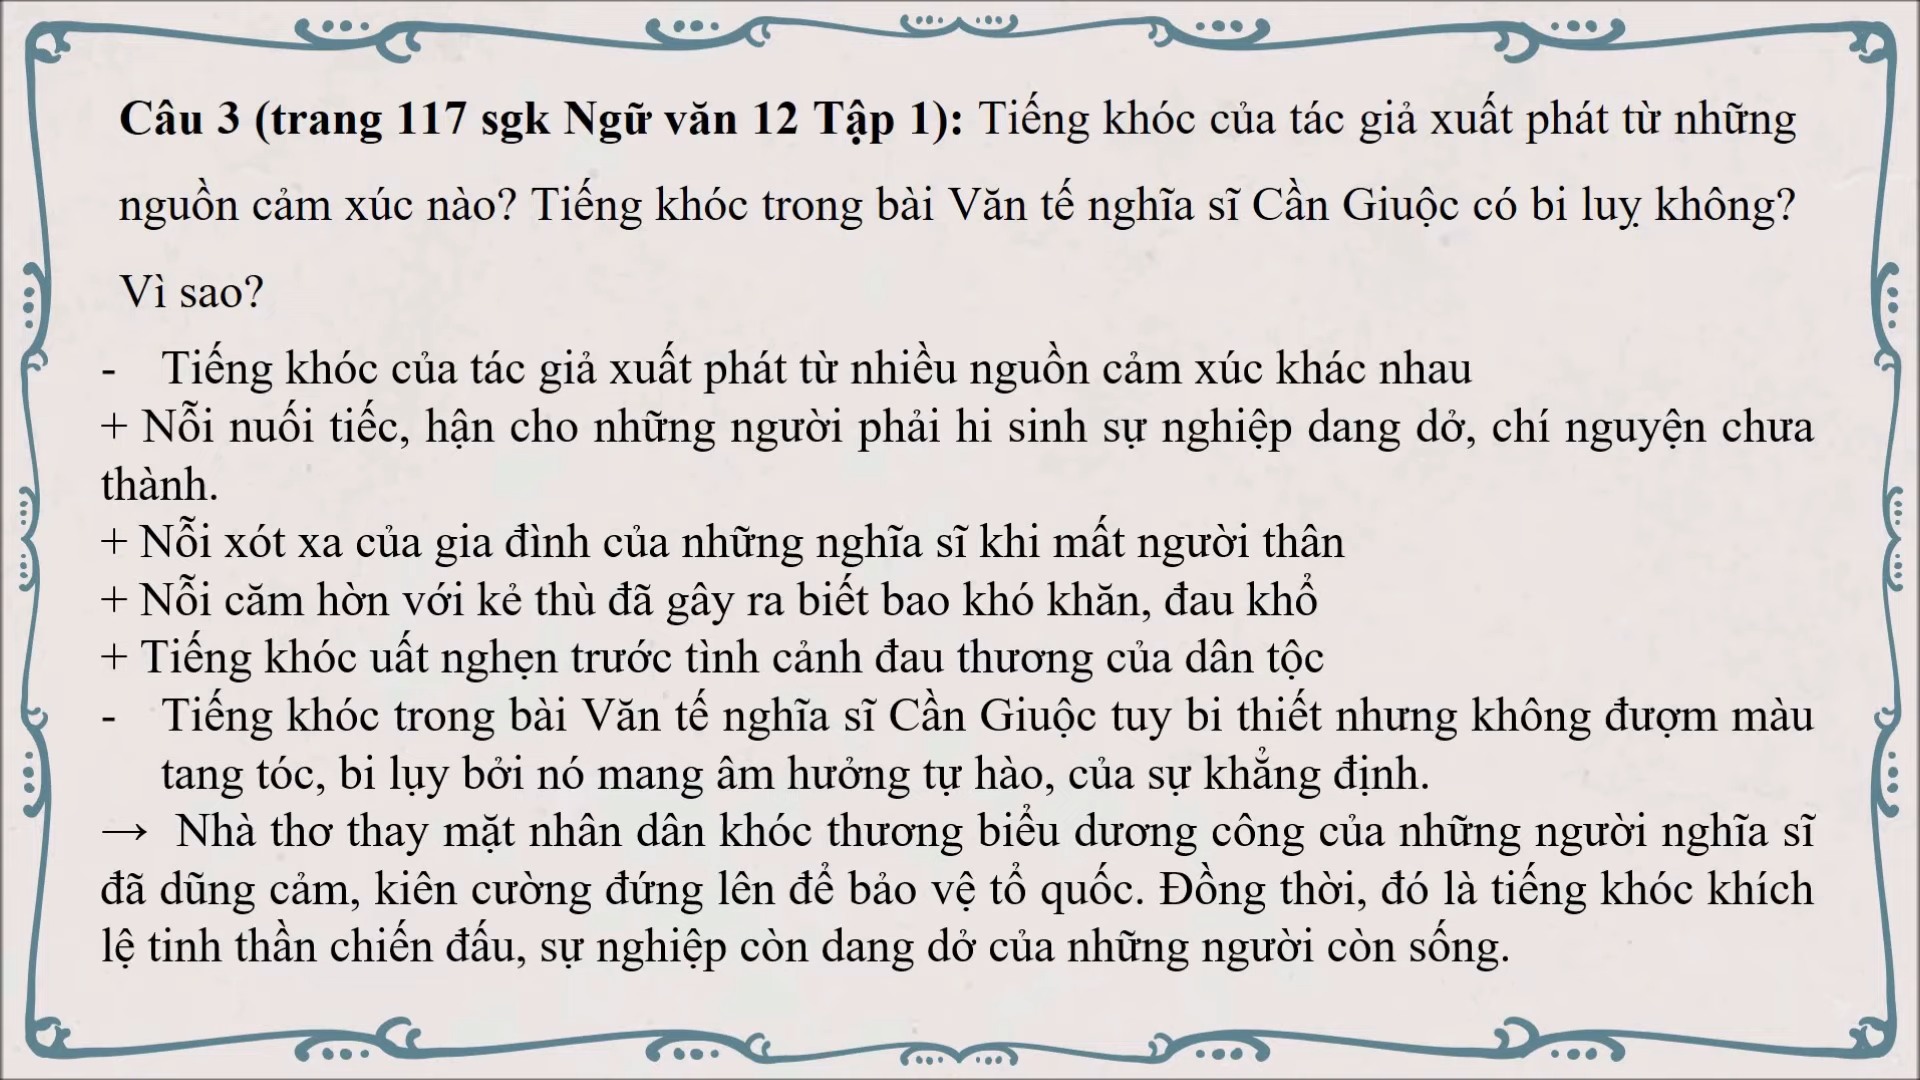 Câu 3 (trang 117 sgk Ngữ văn 12 Tập 1): Tiếng khóc của tác giả xuất phát từ những
nguồn cảm xúc nào? Tiếng khóc trong bài Văn tế nghĩa sĩ Cần Giuộc có bi luỵ không?
Vì sao?
- Tiếng khóc của tác giả xuất phát từ nhiều nguồn cảm xúc khác nhau
+ Nỗi nuối tiếc, hận cho những người phải hi sinh sự nghiệp dang dở, chí nguyện chưa
thành.
+ Nỗi xót xa của gia đình của những nghĩa sĩ khi mất người thân
+ Nỗi căm hờn với kẻ thù đã gây ra biết bao khó khăn, đau khổ
+ Tiếng khóc uất nghẹn trước tình cảnh đau thương của dân tộc
- Tiếng khóc trong bài Văn tế nghĩa sĩ Cần Giuộc tuy bi thiết nhưng không đượm màu
tang tóc, bi lụy bởi nó mang âm hưởng tự hào, của sự khẳng định.
→ Nhà thơ thay mặt nhân dân khóc thương biểu dương công của những người nghĩa sĩ
đã dũng cảm, kiên cường đứng lên để bảo vệ tổ quốc. Đồng thời, đó là tiếng khóc khích
lệ tinh thần chiến đấu, sự nghiệp còn dang dở của những người còn sống.